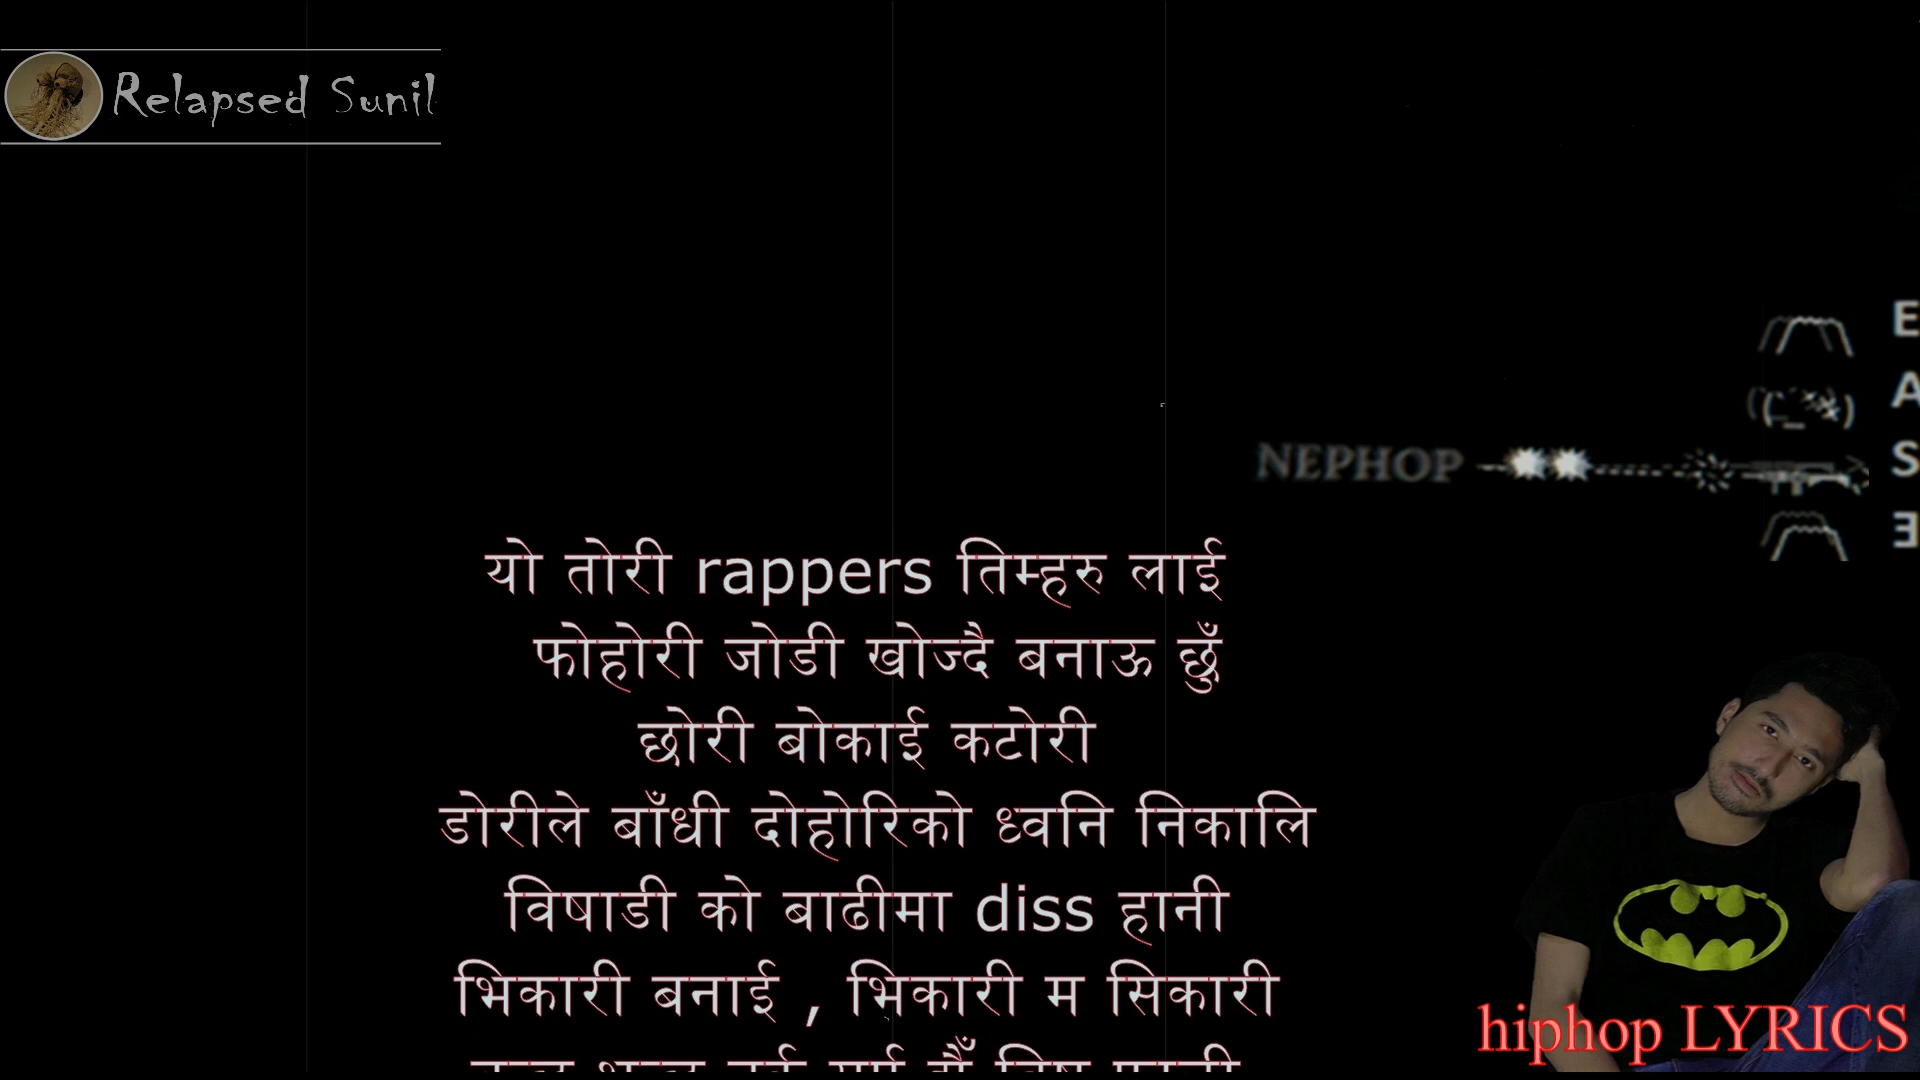 Relapsed Sunil
E
A
S
E
NEPHOP
यो तोरी rappers तिम्हरु लाई
फोहोरी जोडी खोज्दै बनाऊ छुँ
छोरी बोकाई कटोरी
डोरीले बाँधी दोहोरिको ध्वनि निकालि
विषाडी को बाढीमा diss हानी
भिकारी बनाई , भिकारी म सिकारी
hiphop LYRICS